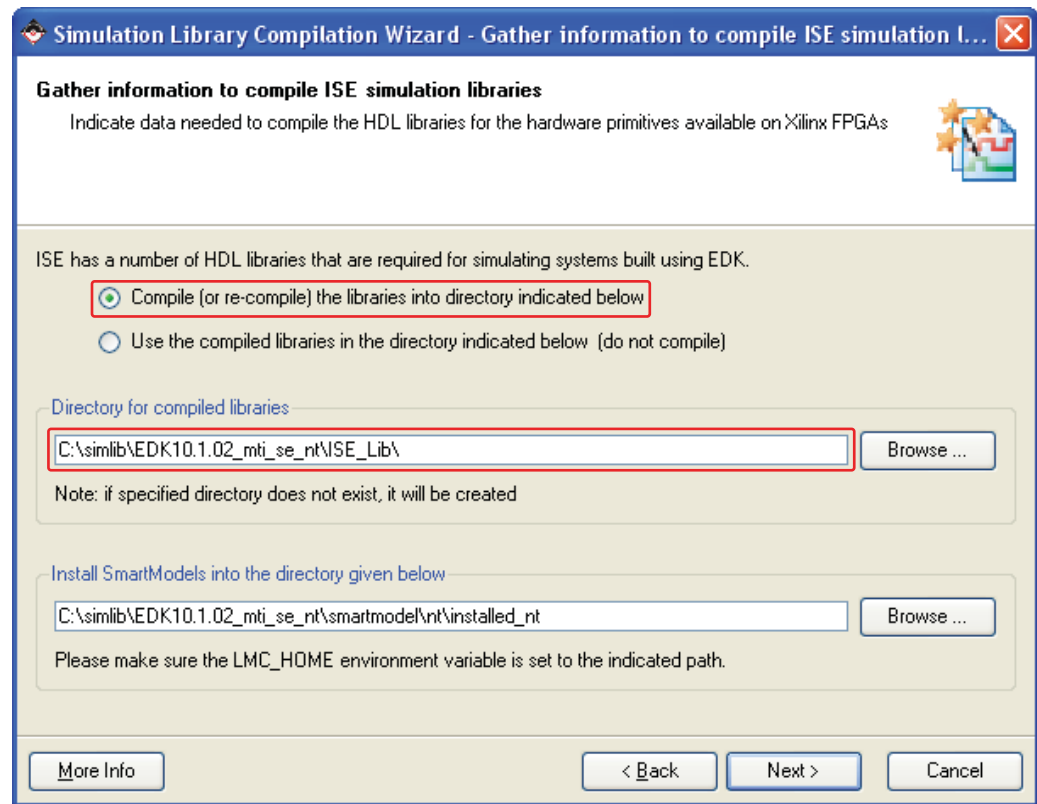 Simulation Library Compilation Wizard - Gather information to compile ISE simulation l...
Gather information to compile ISE simulation libraries
Indicate data needed to compile the HDL libraries for the hardware primitives available on Xilinx FPGAs
ISE has a number of HDL libraries that are required for simulating systems built using EDK.
Compile (or re-compile) the libraries into directory indicated below
Use the compiled libraries in the directory indicated below (do not compile)
Directory for compiled libraries
C:\simlib\EDK10.1.02_mti_se_nt\ISE_Lib\
Browse ...
Note: if specified directory does not exist, it will be created
Install SmartModels into the directory given below
C:\simlib\EDK10.1.02_mti_se_nt\smartmodel\nt\installed_nt
Browse ...
Please make sure the LMC_HOME environment variable is set to the indicated path.
More Info
< Back
Next >
Cancel